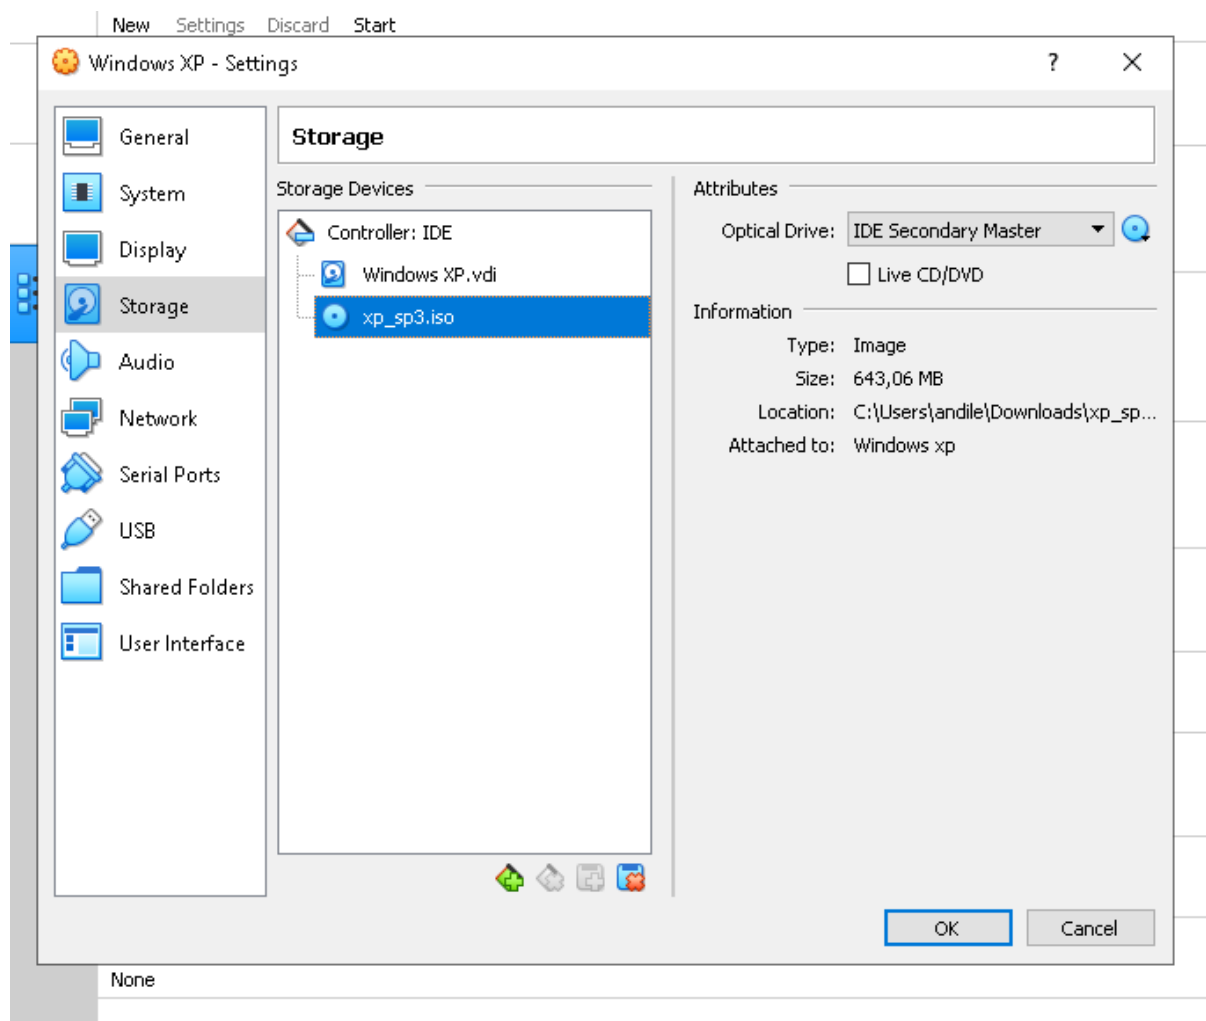 New Settings Discard Start
Windows XP - Settings ?
General
System
Display
Storage
Audio
Network
Serial Ports
USB
Shared Folders
User Interface
Storage
Storage Devices
Controller: IDE
Windows XP.vdi
xp_sp3.iso
Attributes
Optical Drive: IDE Secondary Master
Live CD/DVD
Information
Type: Image
Size: 643,06 MB
Location: C:\Users\andile\Downloads\xp_sp...
Attached to: Windows xp
OK Cancel
None